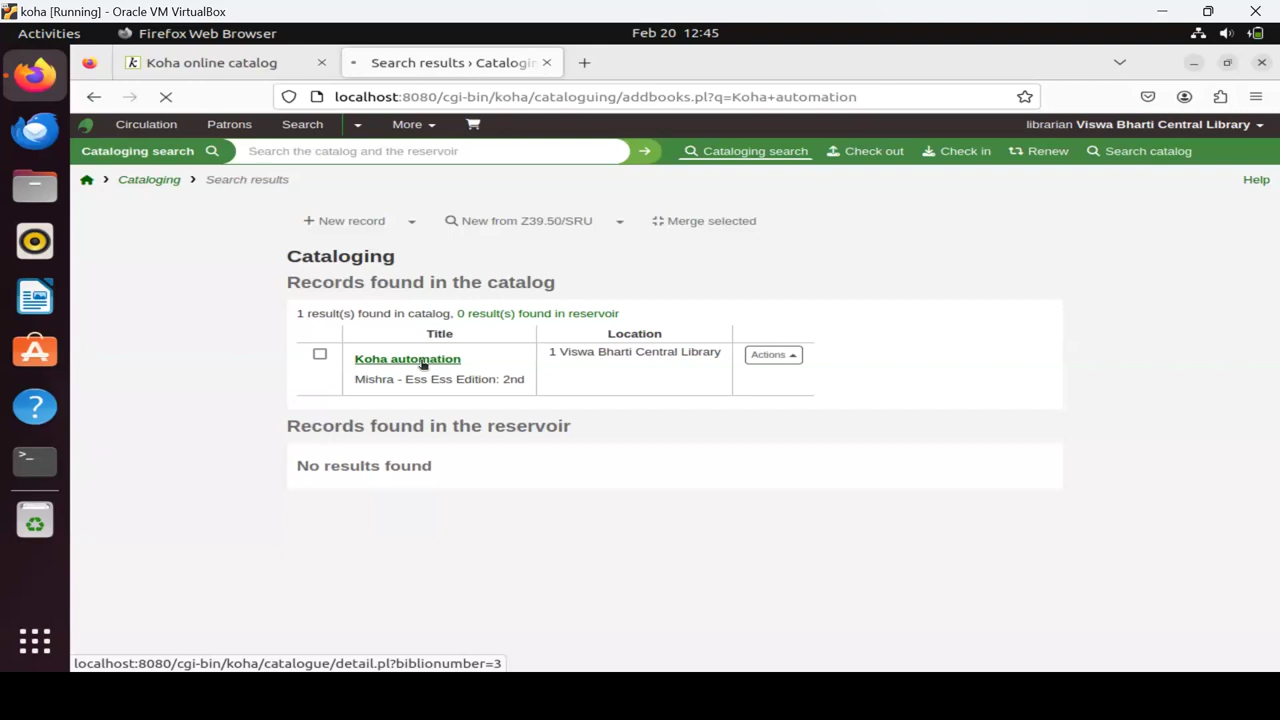 koha [Running] - Oracle VM VirtualBox
Activities Firefox Web Browser Feb 20 12:45
Koha online catalog Search results › Catalogin
localhost:8080/cgi-bin/koha/cataloguing/addbooks.pl?q=Koha+automation
Circulation Patrons Search More librarian Viswa Bharti Central Library
Cataloging search Search the catalog and the reservoir Cataloging search Check out Check in Renew Search catalog
Cataloging Search results Help
+ New record New from Z39.50/SRU Merge selected
Cataloging
Records found in the catalog
1 result(s) found in catalog, 0 result(s) found in reservoir
Title Location
Koha automation 1 Viswa Bharti Central Library Actions
Mishra - Ess Ess Edition: 2nd
Records found in the reservoir
No results found
localhost:8080/cgi-bin/koha/catalogue/detail.pl?biblionumber=3